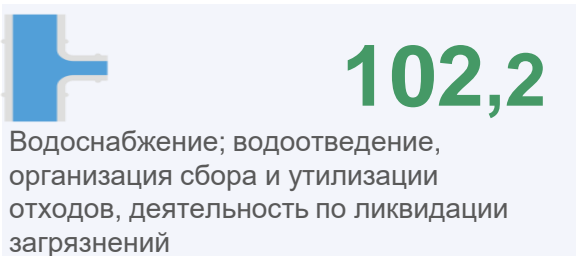 102,2
Водоснабжение; водоотведение,
организация сбора и утилизации
отходов, деятельность по ликвидации
загрязнений